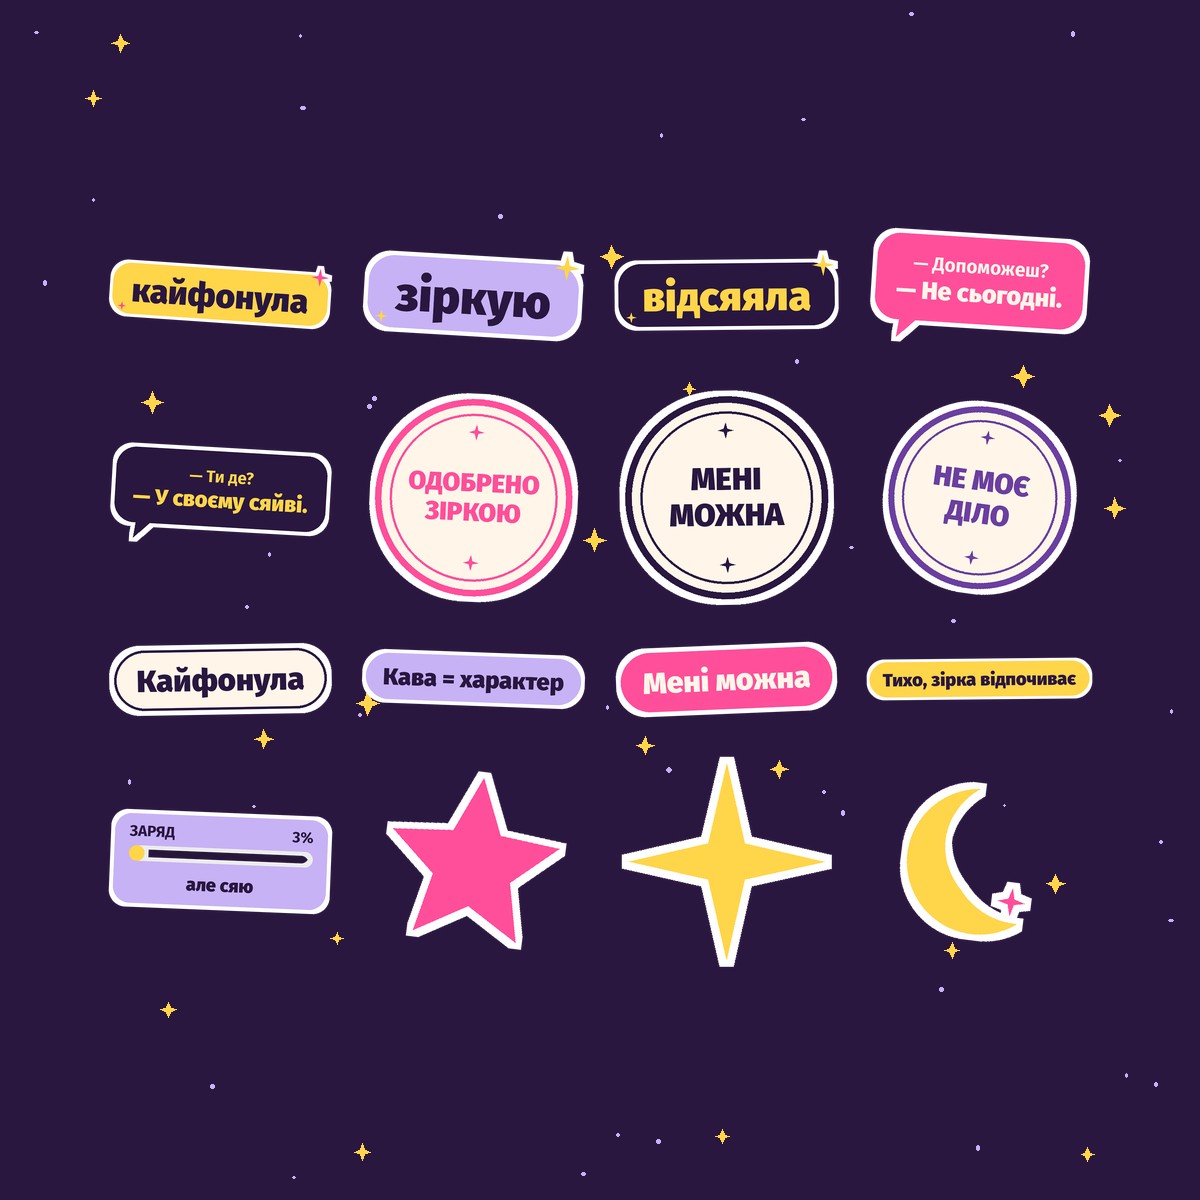 кайфонула
зіркую
відсяяла
— Допоможеш?
— Не сьогодні.
— Ти де?
— У своєму сяйві.
ОДОБРЕНО
ЗІРКОЮ
МЕНІ
МОЖНА
НЕ МОЄ
ДІЛО
Кайфонула
Кава = характер
Мені можна
Тихо, зірка відпочиває
ЗАРЯД 3%
але сяю